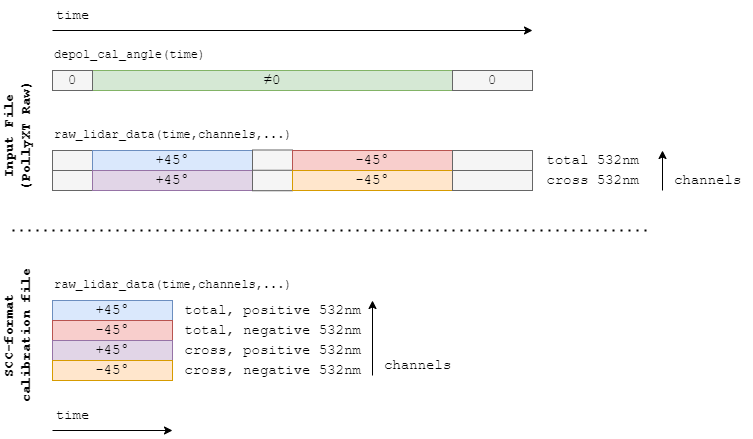 time
depol_cal_angle(time)
0 ≠0 0
Input File
(PollyXT Raw)
raw_lidar_data(time,channels,...)
+45° -45° total 532nm
+45° -45° cross 532nm
channels
SCC-format
calibration file
raw_lidar_data(time,channels,...)
+45° total, positive 532nm
-45° total, negative 532nm
+45° cross, positive 532nm
-45° cross, negative 532nm
channels
time